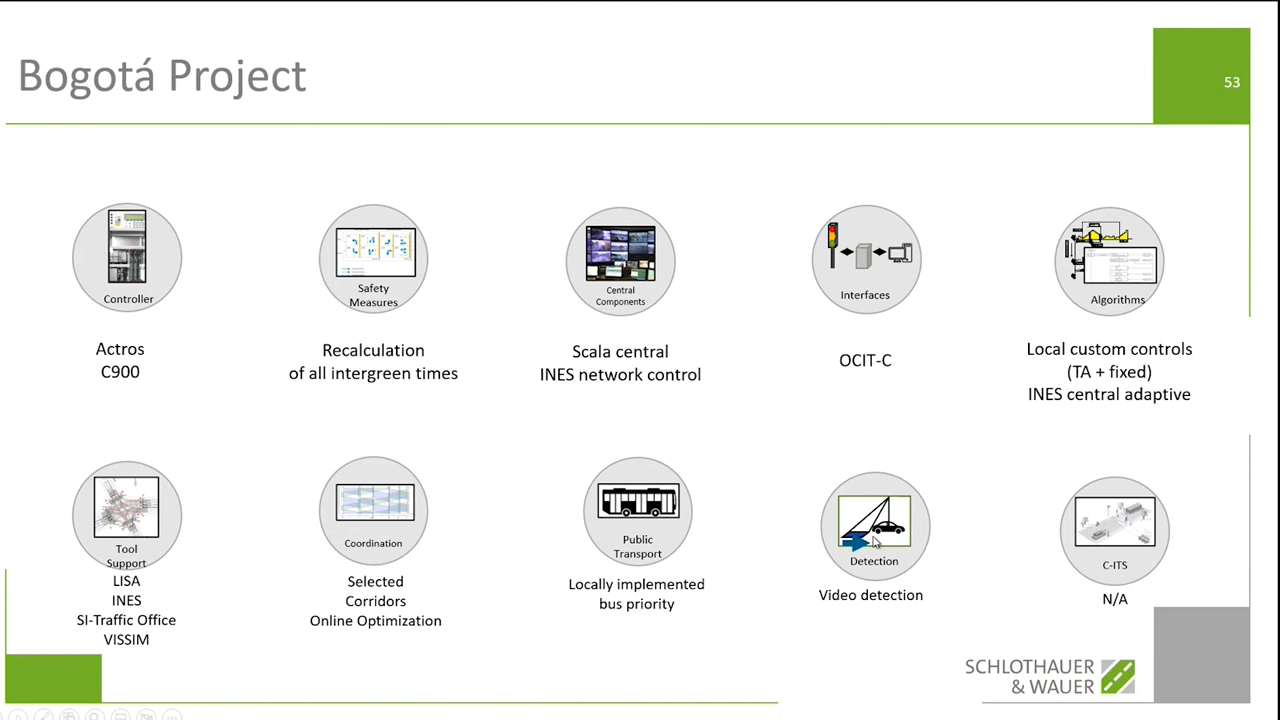 Bogotá Project
53
Controller
Safety
Measures
Central
Components
Interfaces
Algorithms
Actros
C900
Recalculation
of all intergreen times
Scala central
INES network control
OCIT-C
Local custom controls
(TA + fixed)
INES central adaptive
Tool
Support
Coordination
Public
Transport
Detection
C-ITS
LISA
INES
SI-Traffic Office
VISSIM
Selected
Corridors
Online Optimization
Locally implemented
bus priority
Video detection
N/A
SCHLOTHAUER
& WAUER